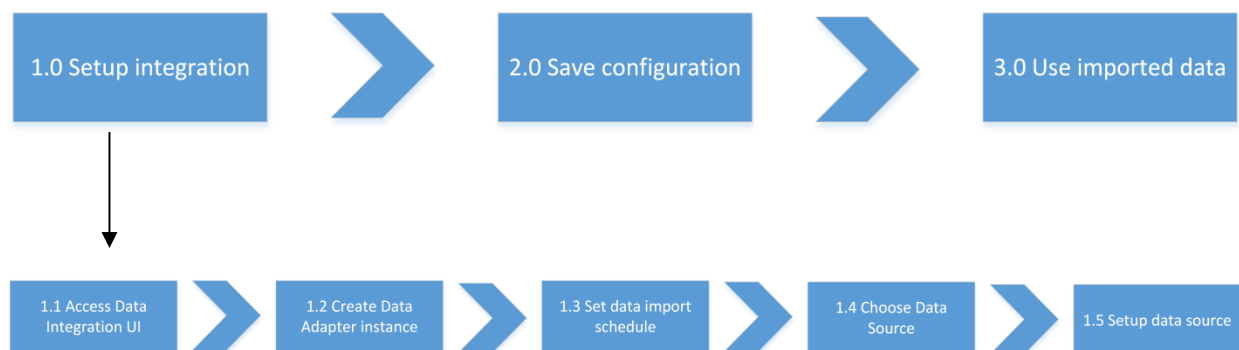 1.0 Setup integration
2.0 Save configuration
3.0 Use imported data
1.1 Access Data
Integration UI
1.2 Create Data
Adapter instance
1.3 Set data import
schedule
1.4 Choose Data
Source
1.5 Setup data source